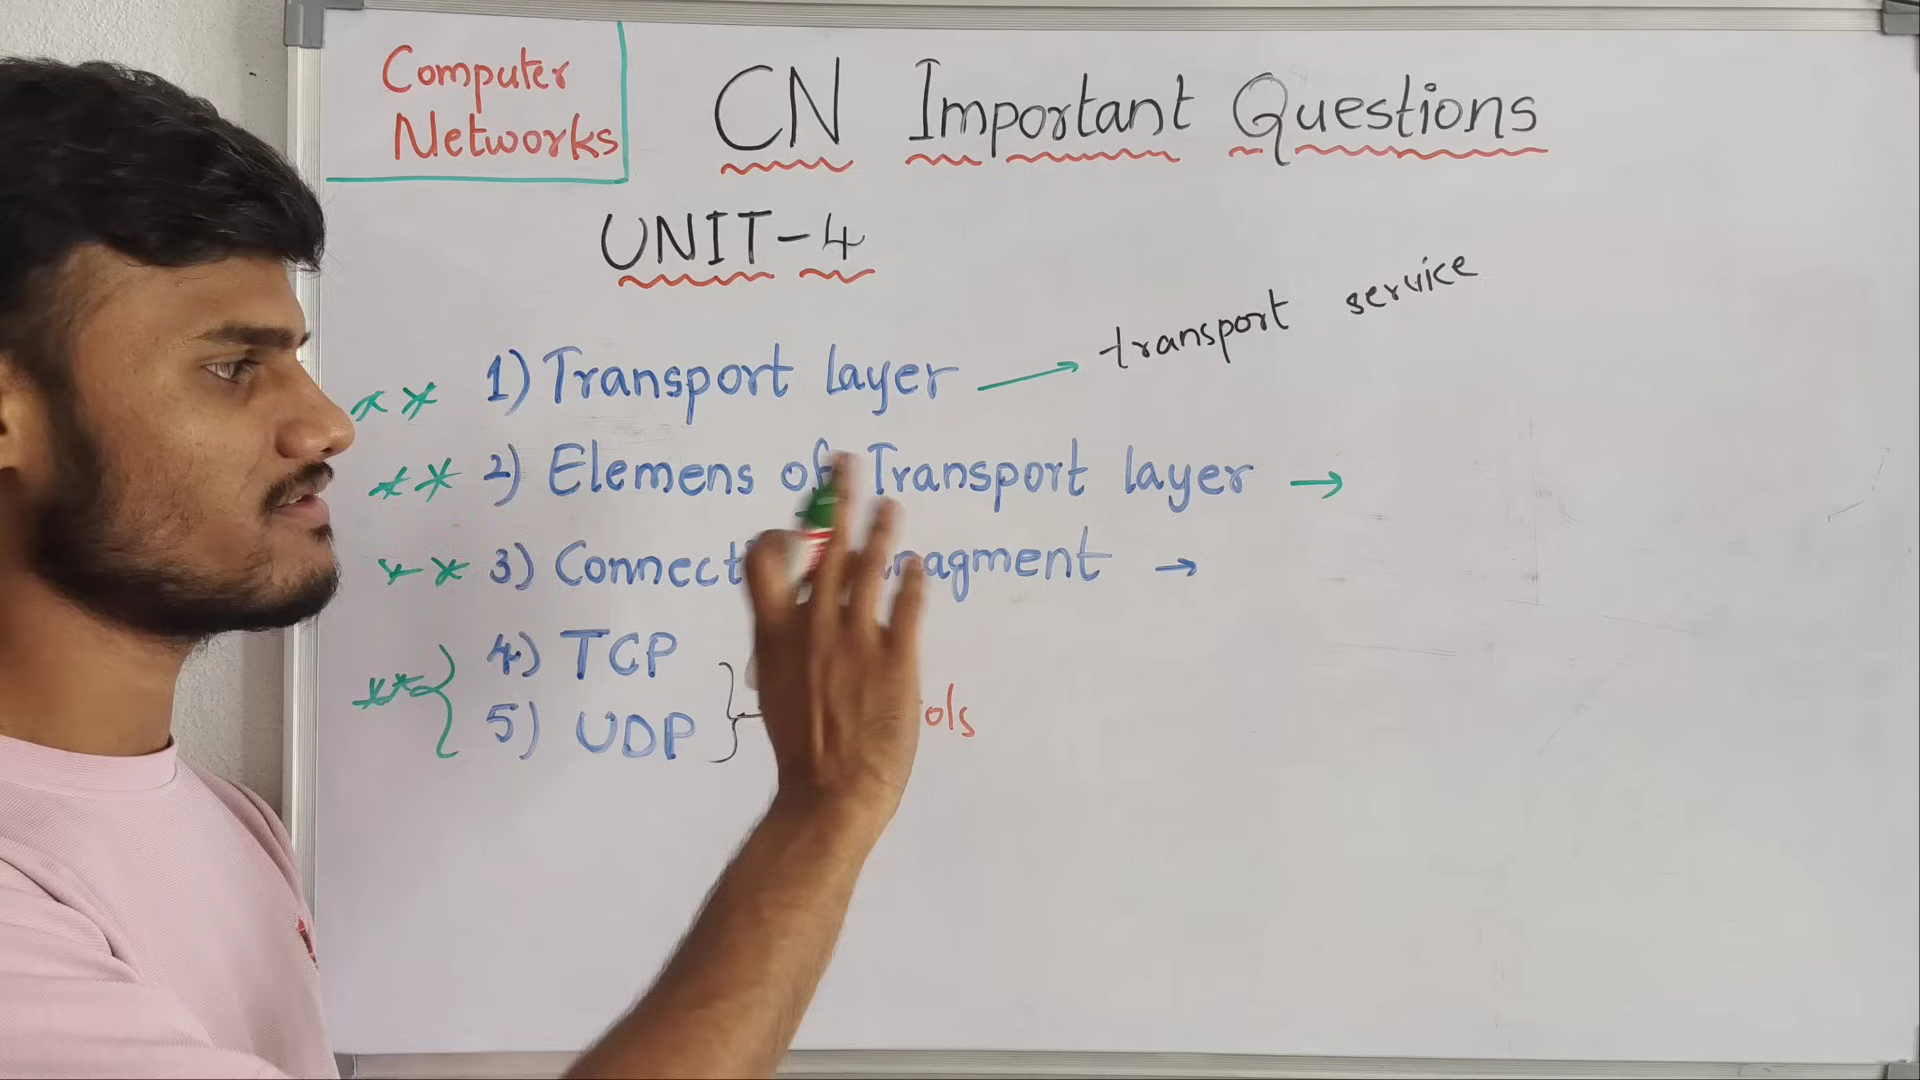 Computer
Networks
CN Important Questions
UNIT-4
** 1) Transport layer → transport service
** 2) Elemens of Transport layer →
** 3) Connect nagment →
** 4) TCP
5) UDP
ols